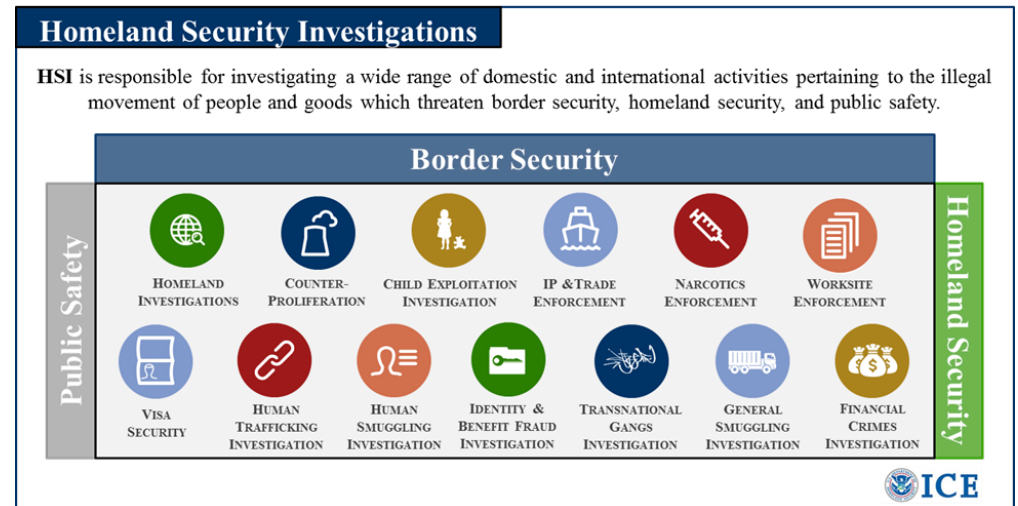 Homeland Security Investigations
HSI is responsible for investigating a wide range of domestic and international activities pertaining to the illegal
movement of people and goods which threaten border security, homeland security, and public safety.
Border Security
Public Safety
Homeland Security
HOMELAND
INVESTIGATIONS
COUNTER-
PROLIFERATION
CHILD EXPLOITATION
INVESTIGATION
IP &TRADE
ENFORCEMENT
NARCOTICS
ENFORCEMENT
WORKSITE
ENFORCEMENT
VISA
SECURITY
HUMAN
TRAFFICKING
INVESTIGATION
HUMAN
SMUGGLING
INVESTIGATION
IDENTITY &
BENEFIT FRAUD
INVESTIGATION
TRANSNATIONAL
GANGS
INVESTIGATION
GENERAL
SMUGGLING
INVESTIGATION
FINANCIAL
CRIMES
INVESTIGATION
ICE